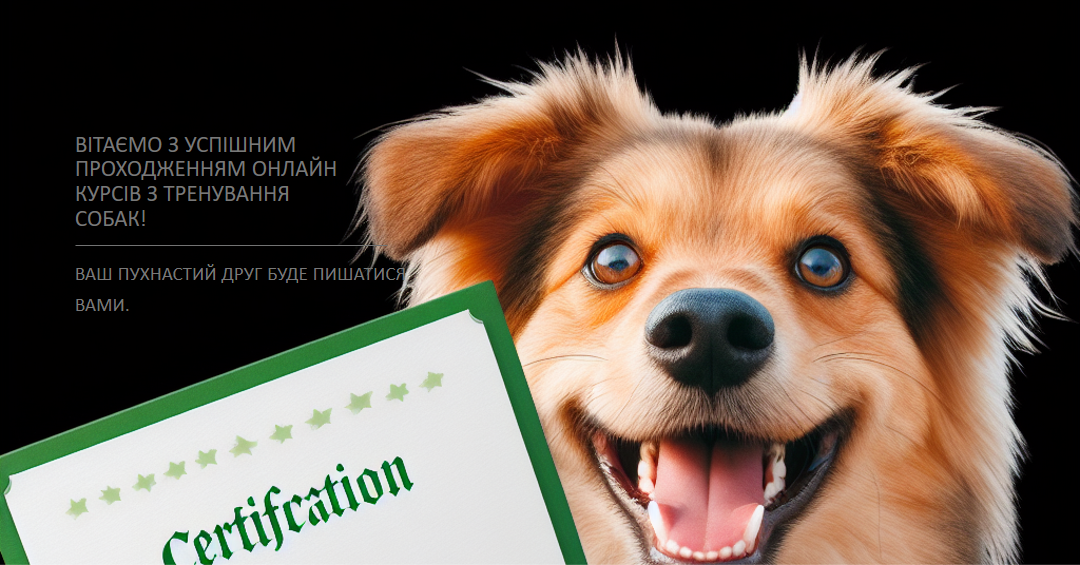 ВІТАЄМО З УСПІШНИМ
ПРОХОДЖЕННЯМ ОНЛАЙН
КУРСІВ З ТРЕНУВАННЯ
СОБАК!
ВАШ ПУХНАСТИЙ ДРУГ БУДЕ ПИШАТИСЯ
ВАМИ.
Certifcation